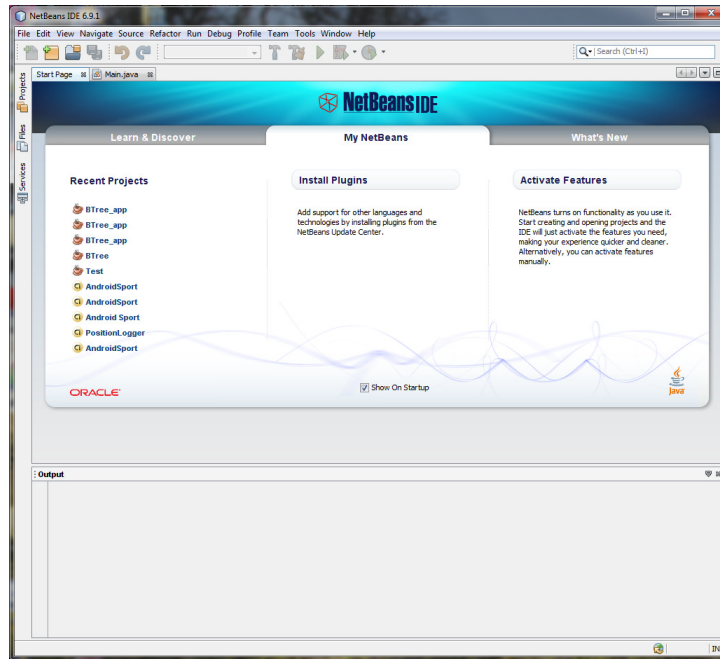 NetBeans IDE 6.9.1
File Edit View Navigate Source Refactor Run Debug Profile Team Tools Window Help
Search (Ctrl+I)
Projects
Files
Services
Start Page Main.java
NetBeans IDE
Learn & Discover My NetBeans What's New
Recent Projects
BTree_app
BTree_app
BTree_app
BTree
Test
AndroidSport
AndroidSport
Android Sport
PositionLogger
AndroidSport
Install Plugins
Add support for other languages and
technologies by installing plugins from the
NetBeans Update Center.
Activate Features
NetBeans turns on functionality as you use it.
Start creating and opening projects and the
IDE will just activate the features you need,
making your experience quicker and cleaner.
Alternatively, you can activate features
manually.
ORACLE
Show On Startup
Java
Output
IN